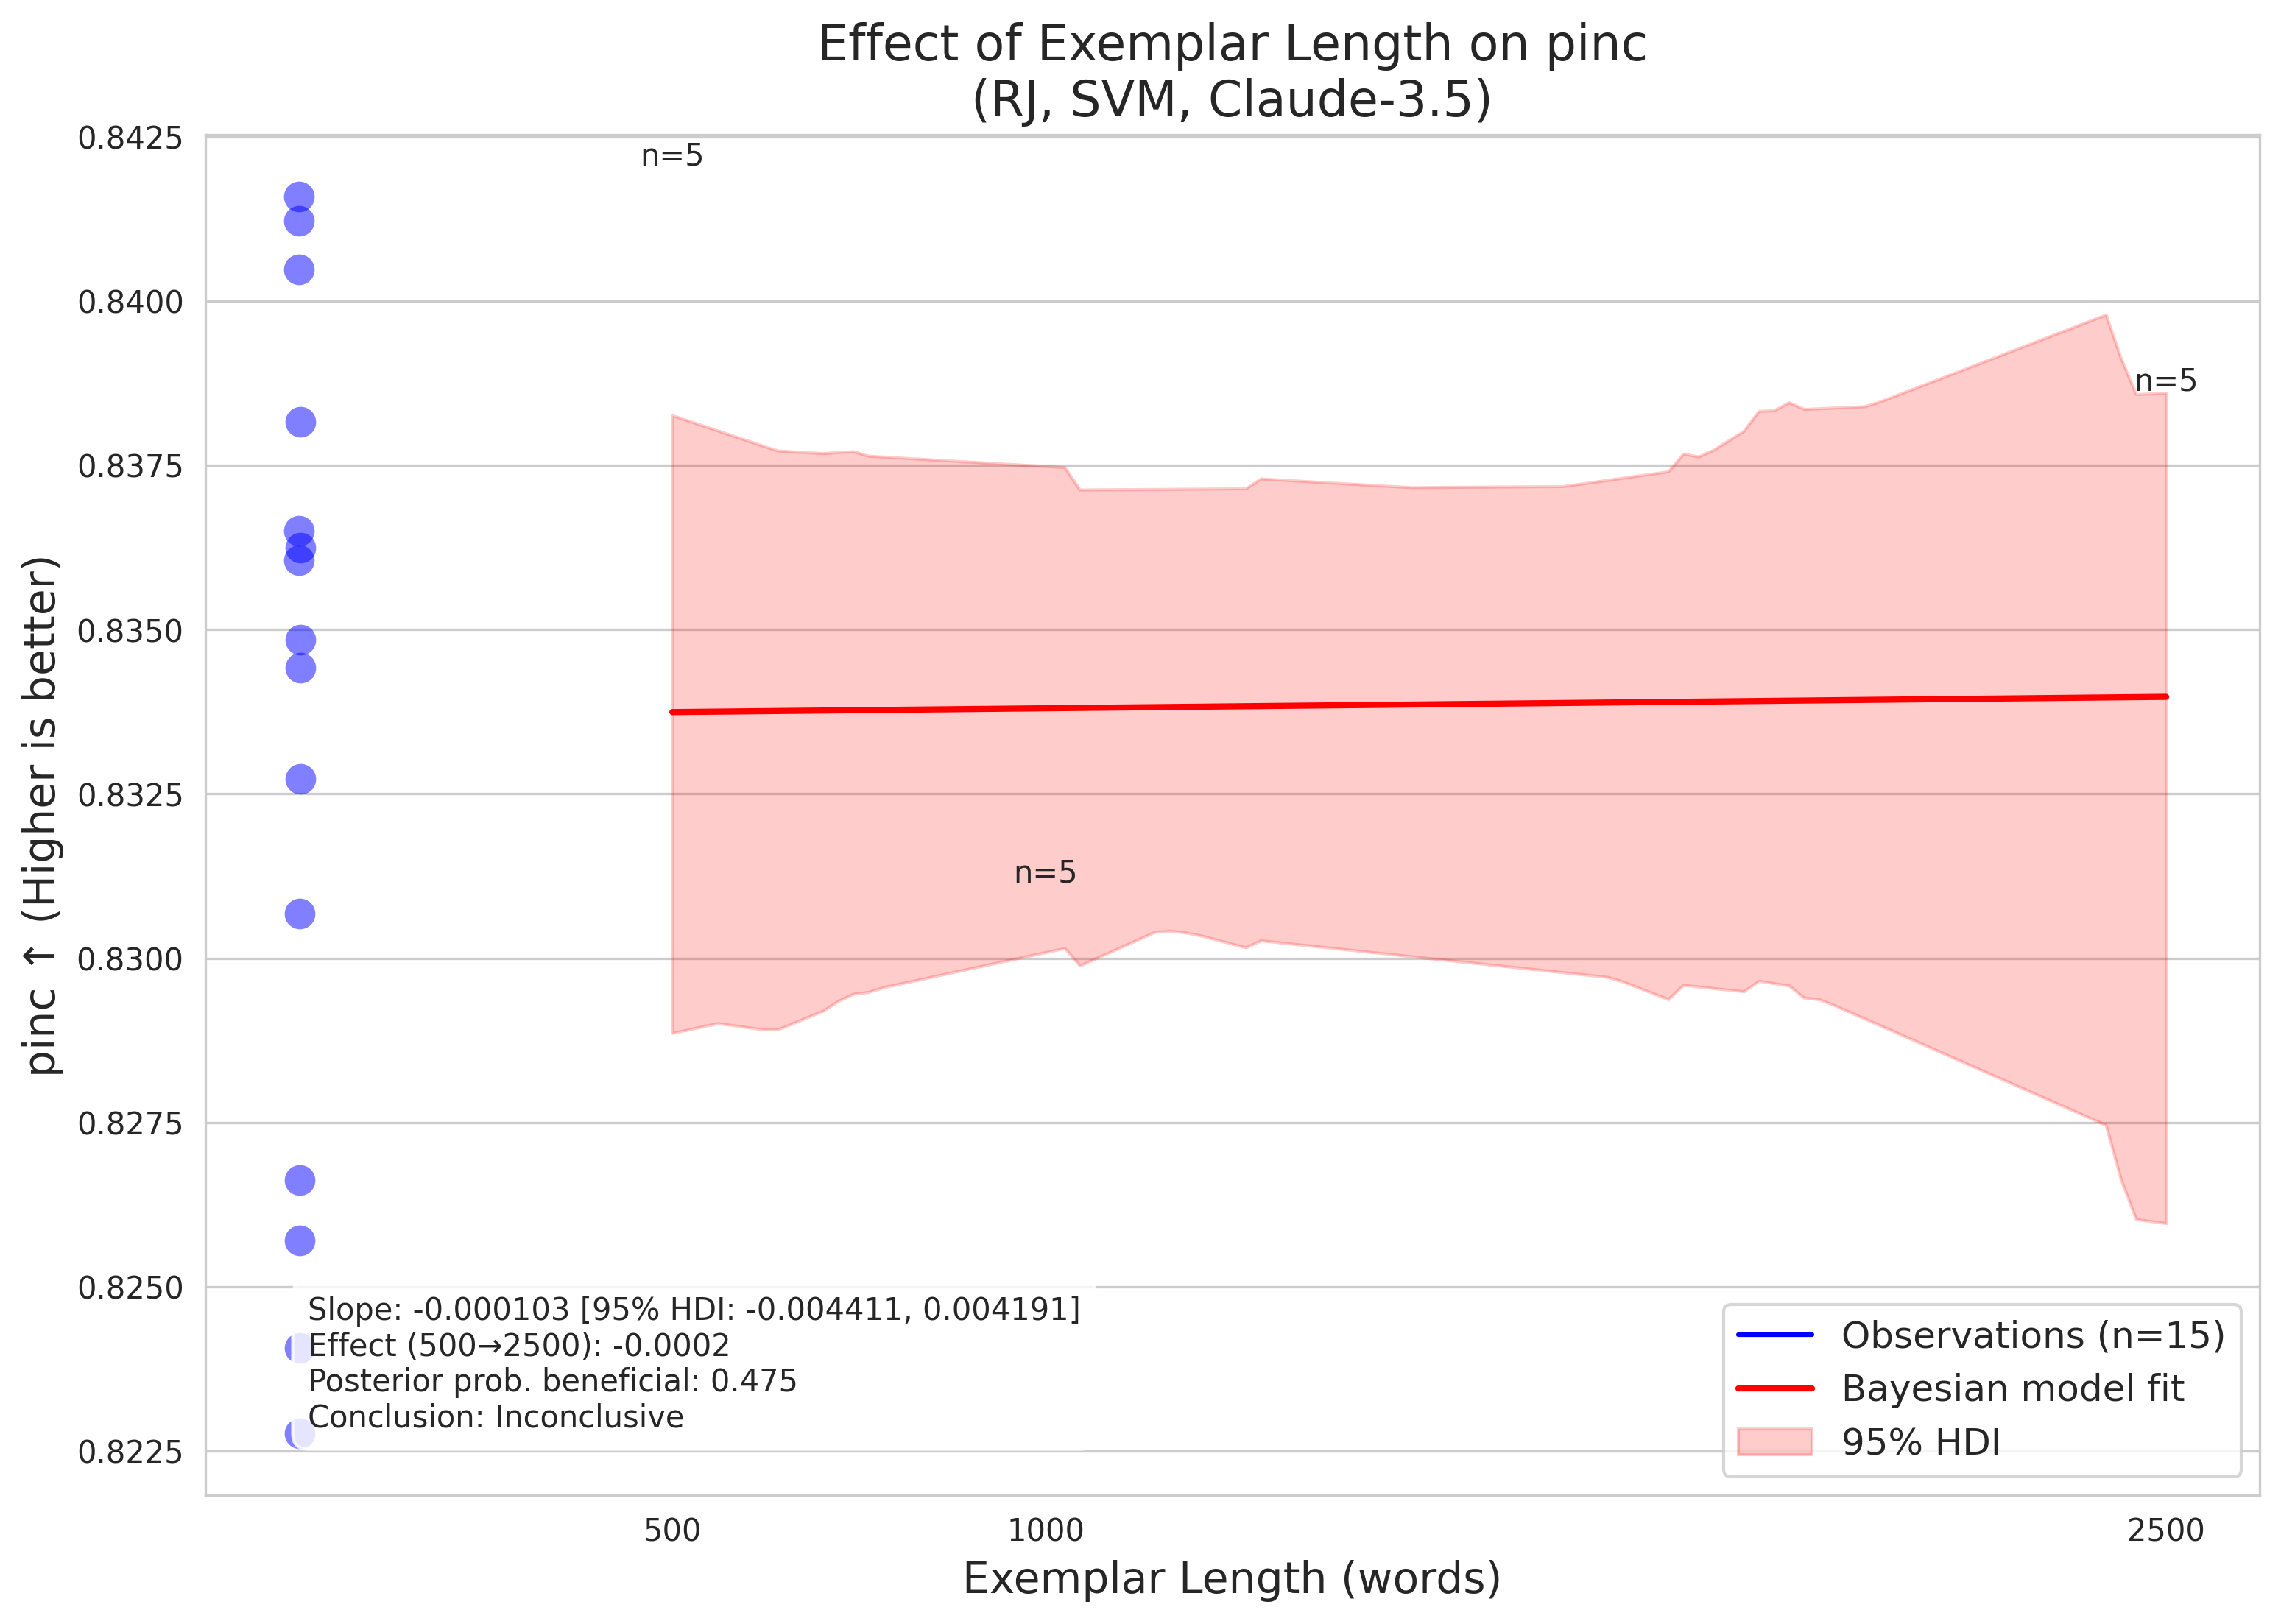 Effect of Exemplar Length on pinc
(RJ, SVM, Claude-3.5)
pinc ↑ (Higher is better)
0.8425
0.8400
0.8375
0.8350
0.8325
0.8300
0.8275
0.8250
0.8225
n=5
n=5
n=5
Slope: -0.000103 [95% HDI: -0.004411, 0.004191]
Effect (500→2500): -0.0002
Posterior prob. beneficial: 0.475
Conclusion: Inconclusive
Observations (n=15)
Bayesian model fit
95% HDI
500
1000
2500
Exemplar Length (words)